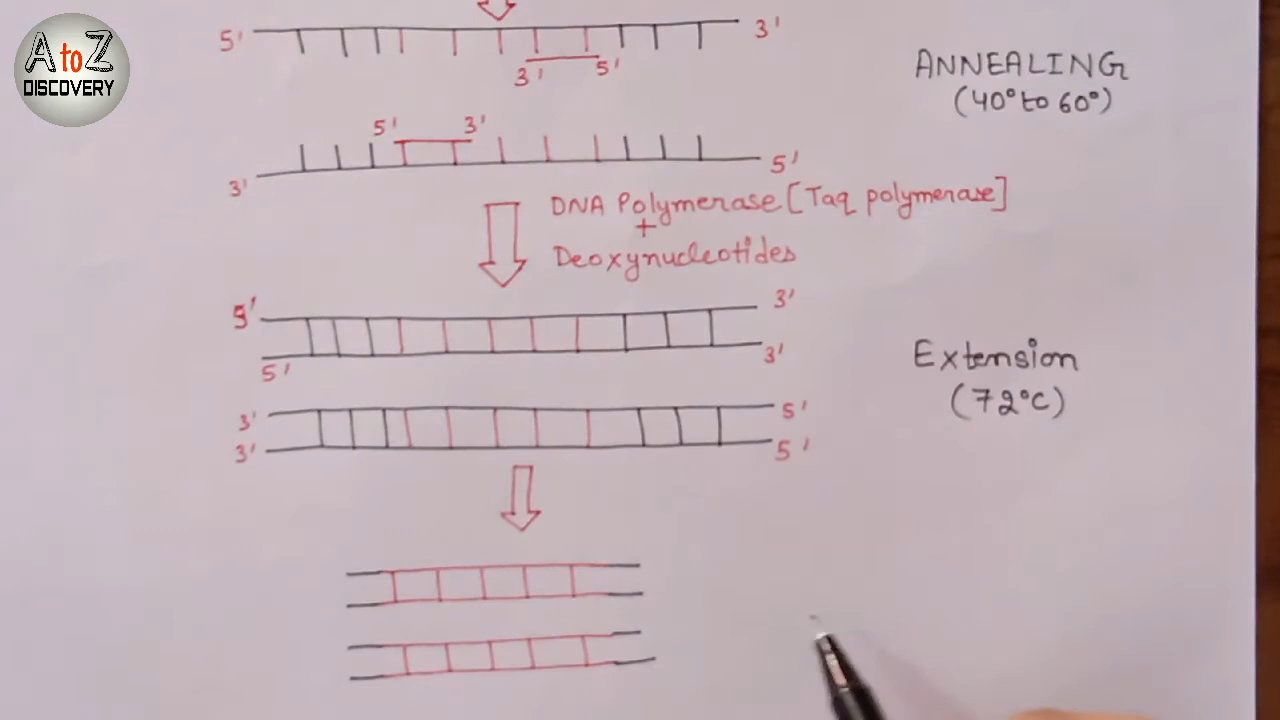 A to Z
DISCOVERY
5' 3'
3' 5'
ANNEALING
(40° to 60°)
5' 3'
3' 5'
DNA Polymerase [Taq polymerase]
+
Deoxynucleotides
5' 3'
5' 3'
Extension
(72°C)
3' 5'
3' 5'